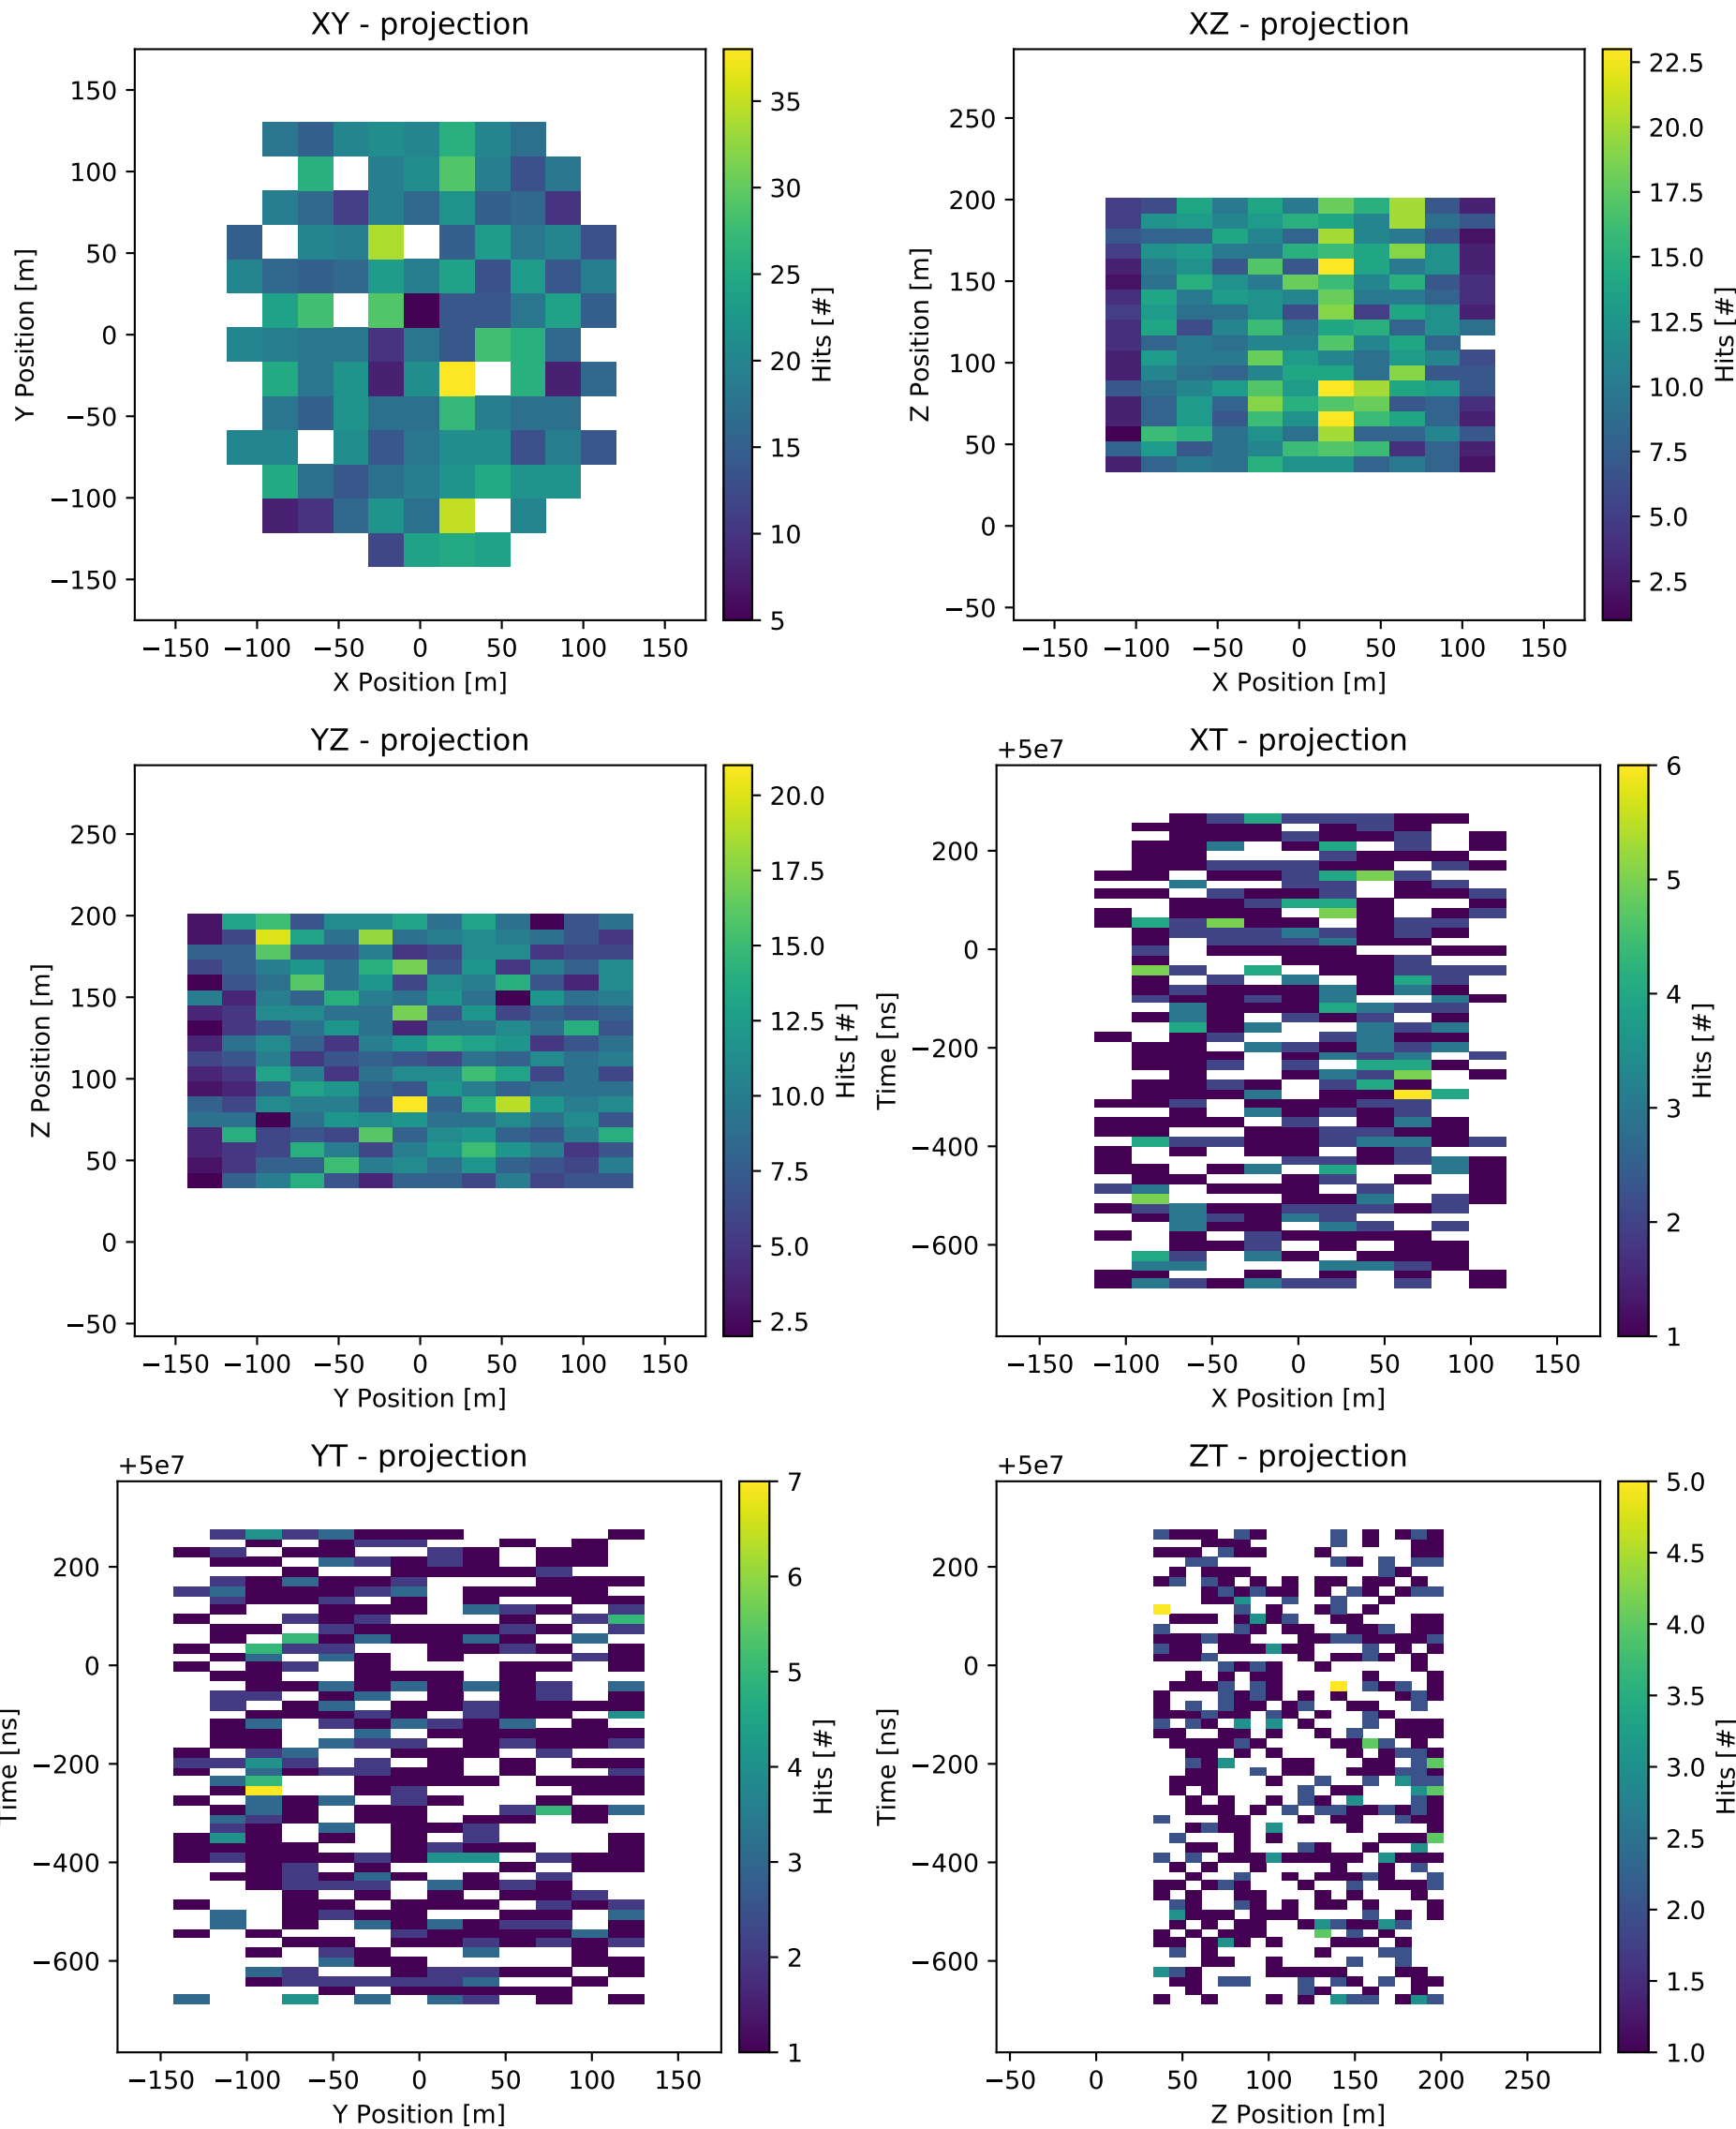 XY - projection
150
100
50
0
−50
−100
−150
Y Position [m]
−150 −100 −50 0 50 100 150
X Position [m]
35
30
25
20
15
10
5
Hits [#]
XZ - projection
250
200
150
100
50
0
−50
Z Position [m]
−150 −100 −50 0 50 100 150
X Position [m]
22.5
20.0
17.5
15.0
12.5
10.0
7.5
5.0
2.5
Hits [#]
YZ - projection
250
200
150
100
50
0
−50
Z Position [m]
−150 −100 −50 0 50 100 150
Y Position [m]
20.0
17.5
15.0
12.5
10.0
7.5
5.0
2.5
Hits [#]
XT - projection
+5e7
200
0
−200
−400
−600
Time [ns]
−150 −100 −50 0 50 100 150
X Position [m]
6
5
4
3
2
1
Hits [#]
YT - projection
+5e7
200
0
−200
−400
−600
Time [ns]
−150 −100 −50 0 50 100 150
Y Position [m]
7
6
5
4
3
2
1
Hits [#]
ZT - projection
+5e7
200
0
−200
−400
−600
Time [ns]
−50 0 50 100 150 200 250
Z Position [m]
5.0
4.5
4.0
3.5
3.0
2.5
2.0
1.5
1.0
Hits [#]